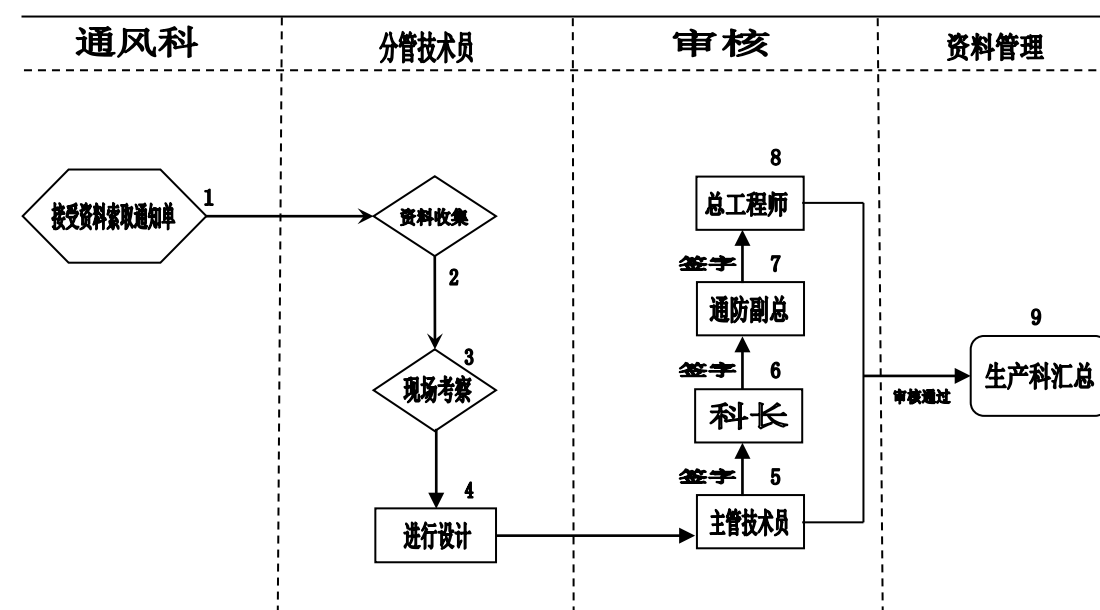 通风科
分管技术员
审核
资料管理
接受资料索取通知单
1
资料收集
2
3
现场考察
4
进行设计
8
总工程师
签字
7
通防副总
签字
6
科长
签字
5
主管技术员
审核通过
9
生产科汇总